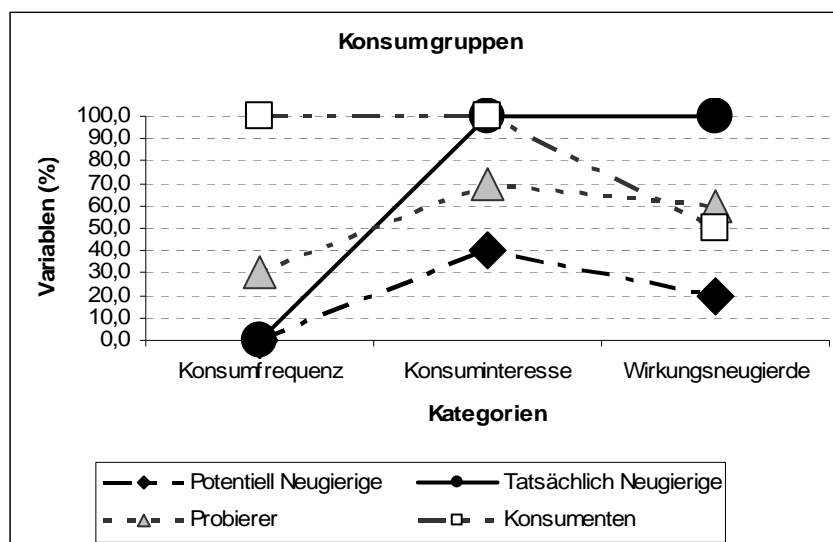 Konsumgruppen
Variablen (%)
100,0
90,0
80,0
70,0
60,0
50,0
40,0
30,0
20,0
10,0
0,0
Konsumfrequenz Konsuminteresse Wirkungsneugierde
Kategorien
Potentiell Neugierige Tatsächlich Neugierige
Probierer Konsumenten